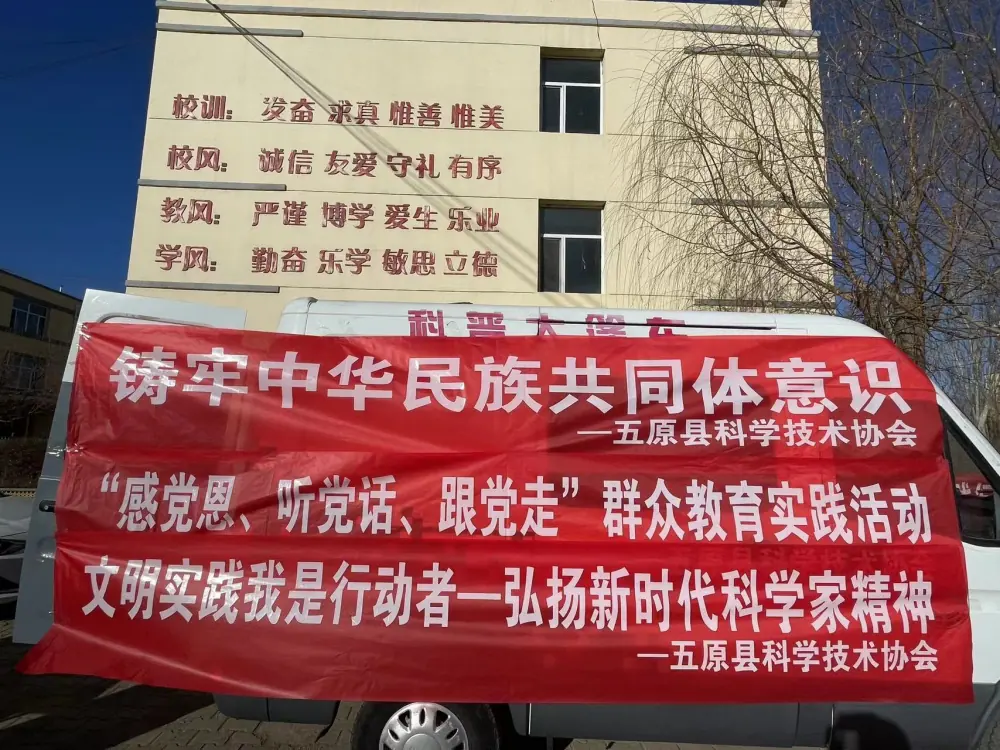 校训： 发奋 求真 惟善 惟美
校风： 诚信 友爱 守礼 有序
教风： 严谨 博学 爱生 乐业
学风： 勤奋 乐学 敏思 立德
科普大篷车
铸牢中华民族共同体意识
—五原县科学技术协会
“感党恩、听党话、跟党走”群众教育实践活动
文明实践我是行动者—弘扬新时代科学家精神
—五原县科学技术协会